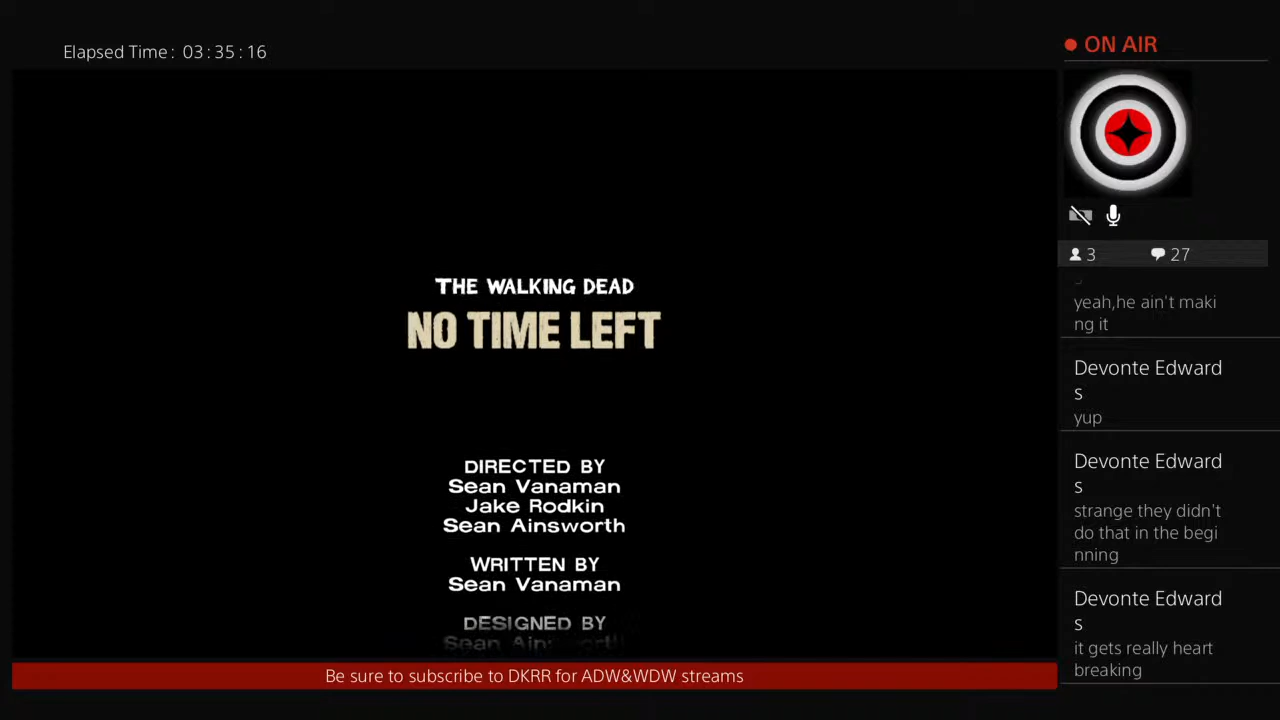 Elapsed Time: 03:35:16
ON AIR
3 27
yeah,he ain't maki
ng it
Devonte Edward
s
yup
Devonte Edward
s
strange they didn't
do that in the begi
nning
Devonte Edward
s
it gets really heart
breaking
THE WALKING DEAD
NO TIME LEFT
DIRECTED BY
Sean Vanaman
Jake Rodkin
Sean Ainsworth
WRITTEN BY
Sean Vanaman
DESIGNED BY
Sean Ainsworth
Be sure to subscribe to DKRR for ADW&WDW streams